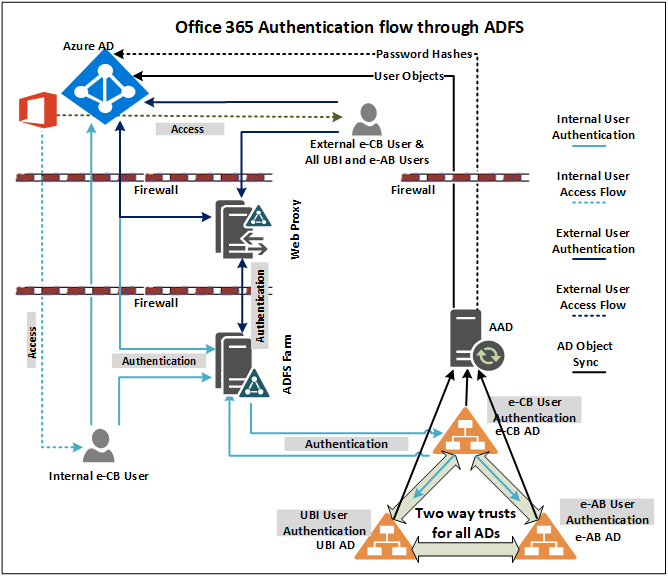 Office 365 Authentication flow through ADFS
Azure AD
Password Hashes
User Objects
Access
External e-CB User &
All UBI and e-AB Users
Internal User
Authentication
Internal User
Access Flow
External User
Authentication
External User
Access Flow
AD Object
Sync
Firewall
Firewall
Web Proxy
Firewall
Authentication
Access
Authentication
ADFS Farm
AAD
e-CB User
Authentication
e-CB AD
Authentication
Internal e-CB User
UBI User
Authentication
UBI AD
Two way trusts
for all ADs
e-AB User
Authentication
e-AB AD